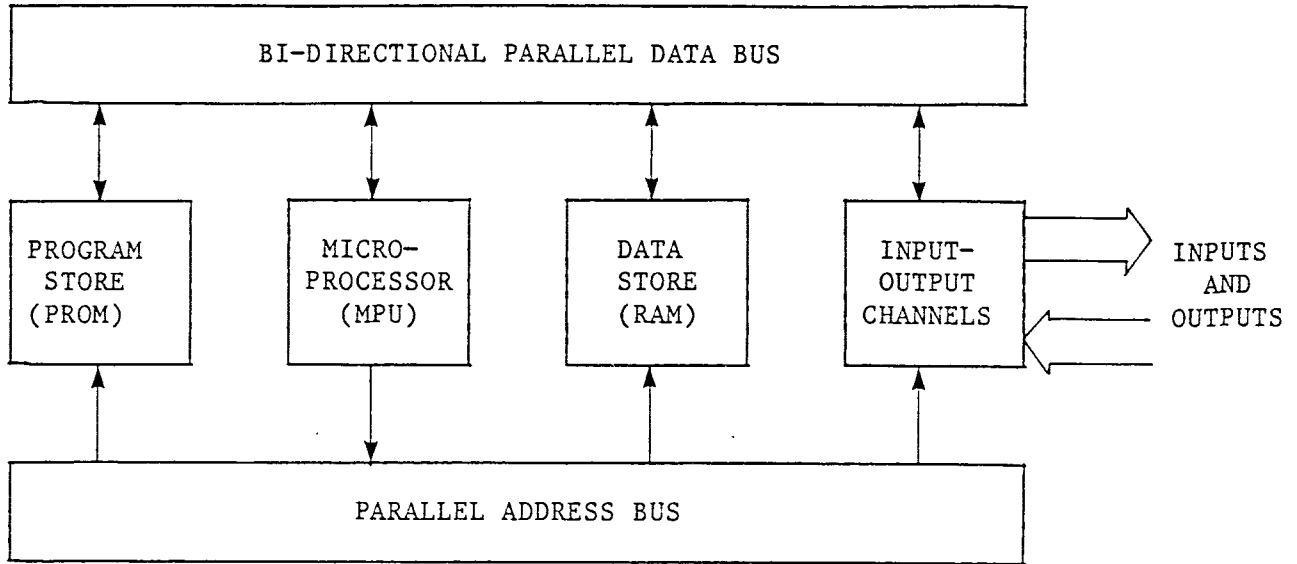 BI-DIRECTIONAL PARALLEL DATA BUS
PROGRAM
STORE
(PROM)
MICRO-
PROCESSOR
(MPU)
DATA
STORE
(RAM)
INPUT-
OUTPUT
CHANNELS
INPUTS
AND
OUTPUTS
PARALLEL ADDRESS BUS